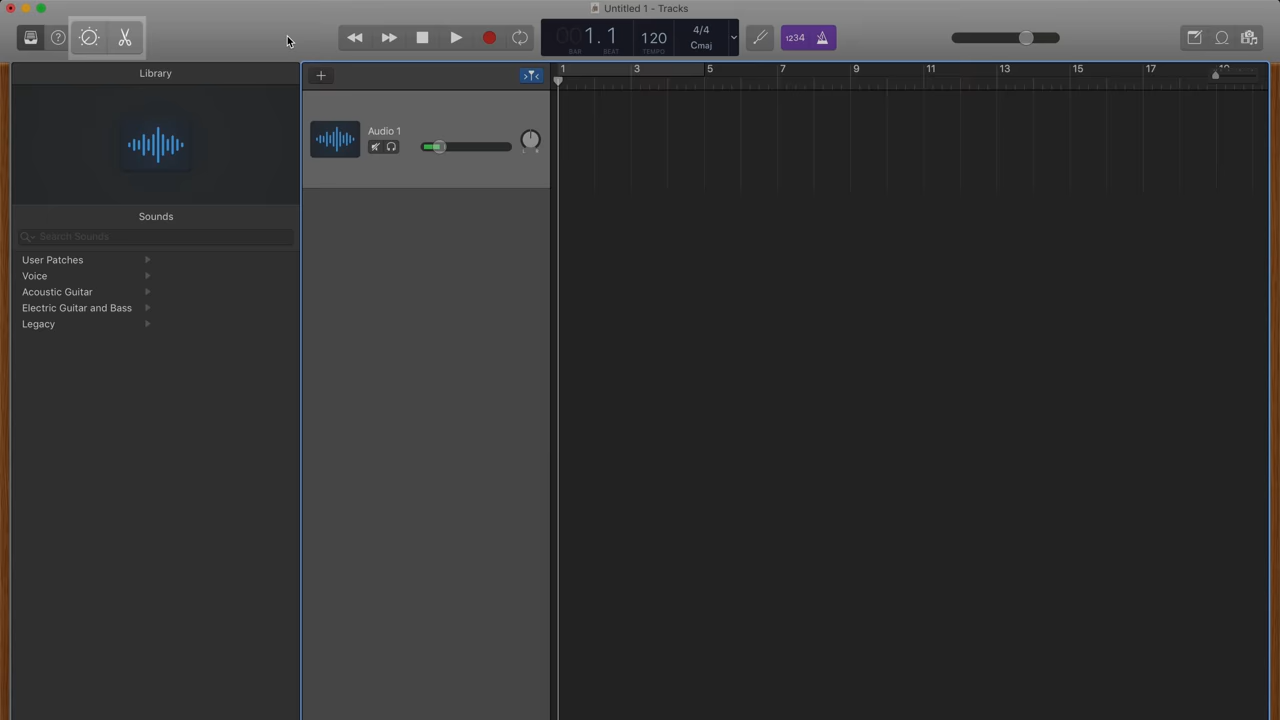 Untitled 1 - Tracks
1. 1
BAR
BEAT
120
TEMPO
4/4
Cmaj
1234
Library
1
3
5
7
9
11
13
15
17
Audio 1
L
R
Sounds
Search Sounds
User Patches
Voice
Acoustic Guitar
Electric Guitar and Bass
Legacy